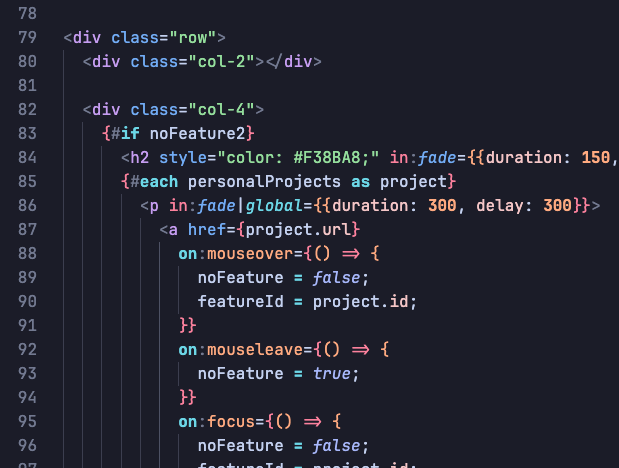 78
79 <div class="row">
80 <div class="col-2"></div>
81
82 <div class="col-4">
83 {#if noFeature2}
84 <h2 style="color: #F38BA8;" in:fade={{duration: 150,
85 {#each personalProjects as project}
86 <p in:fade|global={{duration: 300, delay: 300}}>
87 <a href={project.url}
88 on:mouseover={() => {
89 noFeature = false;
90 featureId = project.id;
91 }}
92 on:mouseleave={() => {
93 noFeature = true;
94 }}
95 on:focus={() => {
96 noFeature = false;
97 featureId = project.id;